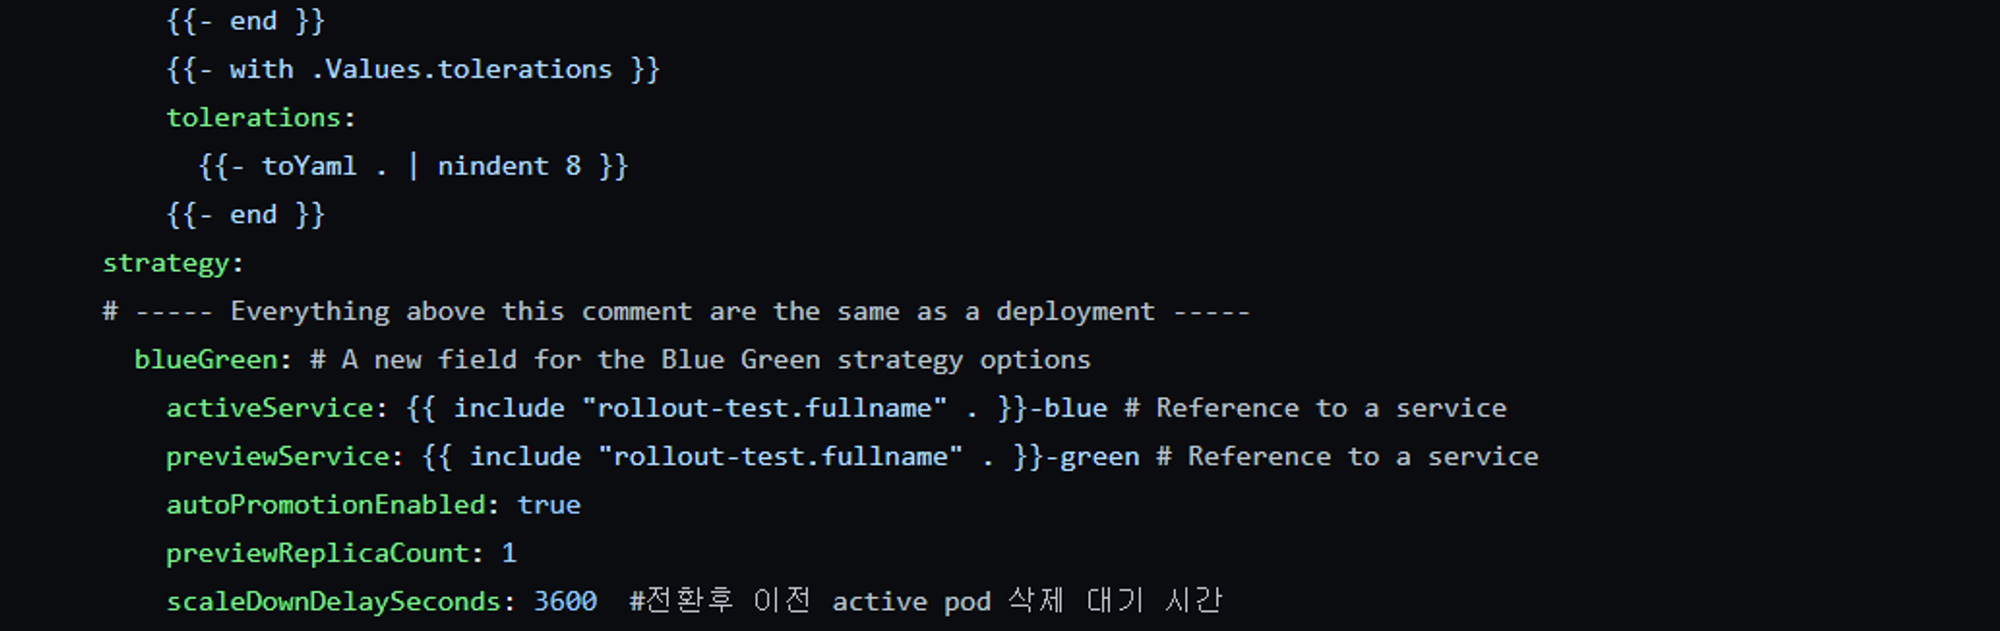 {{- end }}
{{- with .Values.tolerations }}
tolerations:
{{- toYaml . | nindent 8 }}
{{- end }}
strategy:
# ----- Everything above this comment are the same as a deployment -----
blueGreen: # A new field for the Blue Green strategy options
activeService: {{ include "rollout-test.fullname" . }}-blue # Reference to a service
previewService: {{ include "rollout-test.fullname" . }}-green # Reference to a service
autoPromotionEnabled: true
previewReplicaCount: 1
scaleDownDelaySeconds: 3600  #전환후 이전 active pod 삭제 대기 시간